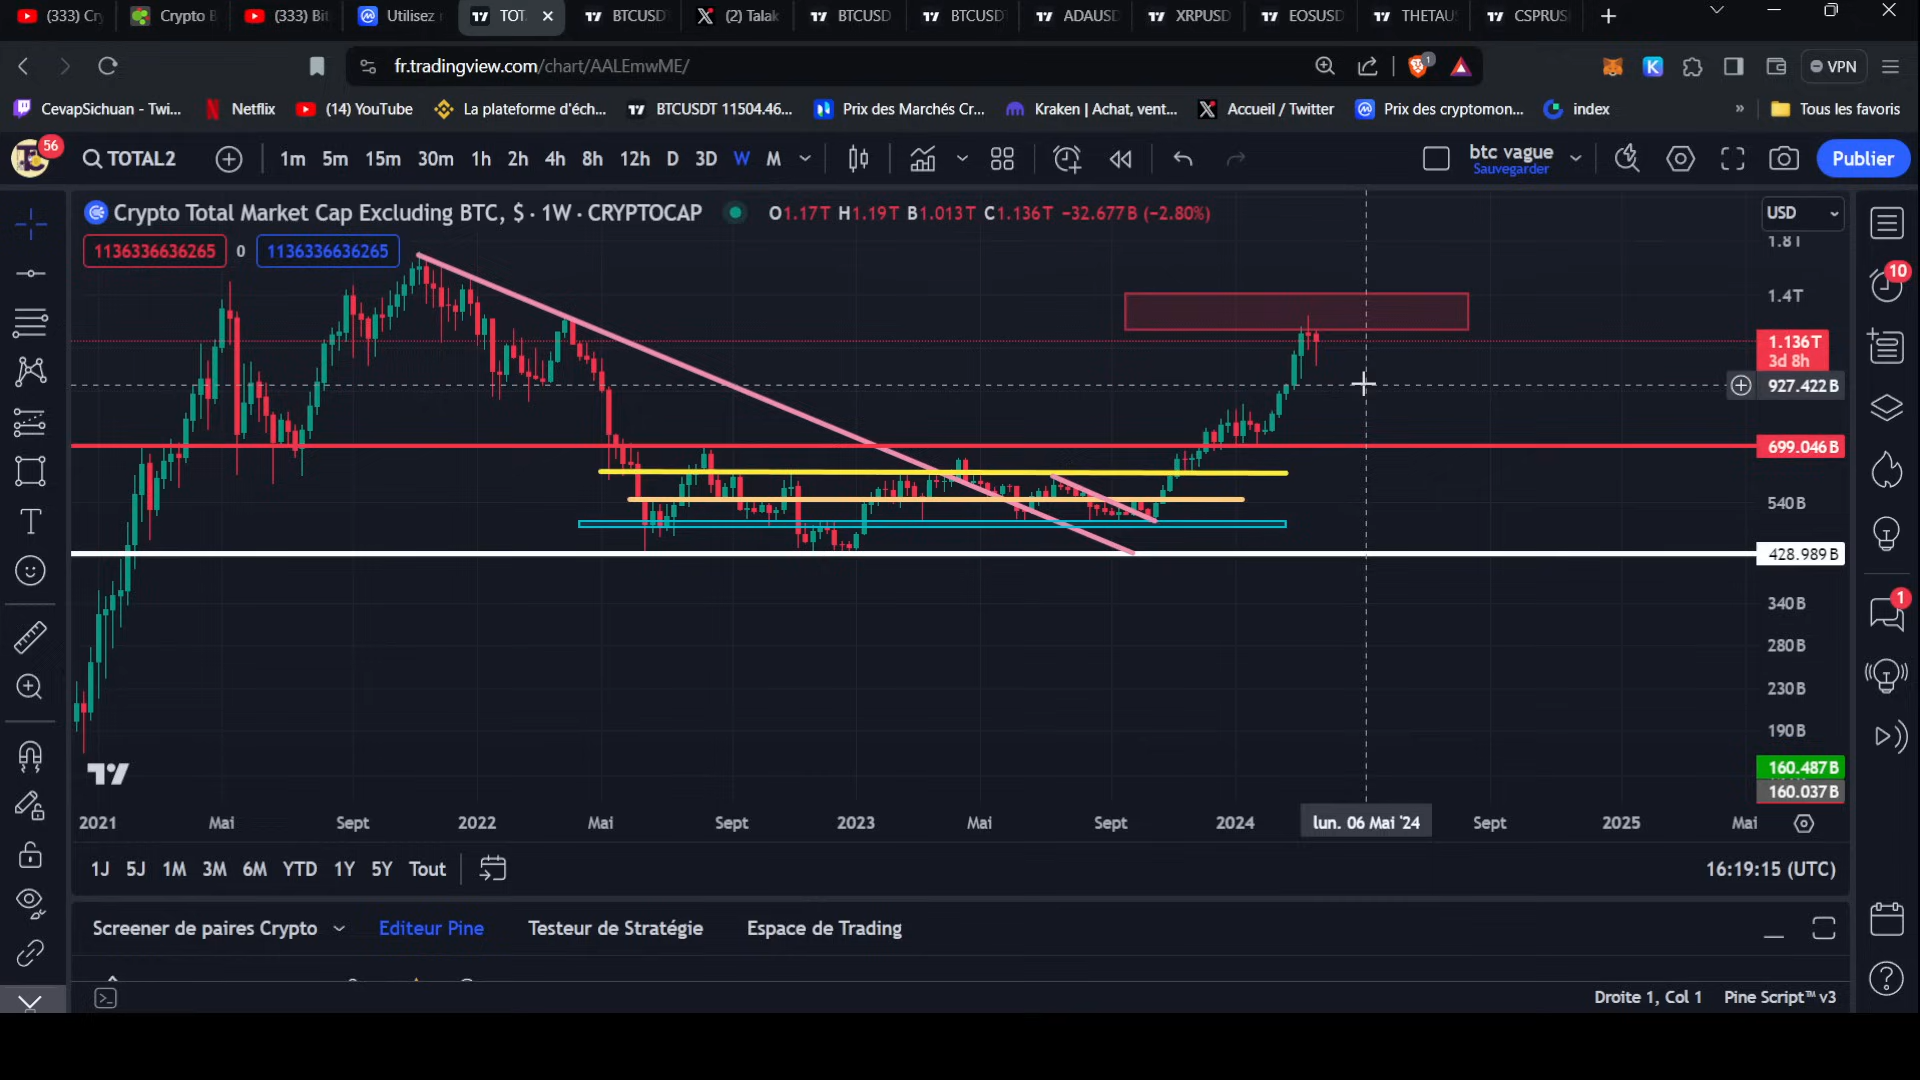 (333) Cr
Crypto B
(333) Bit
Utilisez
TOT
BTCUSD
(2) Talak
BTCUSD
BTCUSD
ADAUSD
XRPUSD
EOSUSD
THETAUS
CSPRUS
fr.tradingview.com/chart/AALEmwME/
1
VPN
CevapSichuan - Twi...
Netflix
(14) YouTube
La plateforme d'éch...
BTCUSDT 11504.46...
Prix des Marchés Cr...
Kraken | Achat, vent...
Accueil / Twitter
Prix des cryptomon...
index
»
Tous les favoris
56
TOTAL2
1m 5m 15m 30m 1h 2h 4h 8h 12h D 3D W M
btc vague
Sauvegarder
Publier
Crypto Total Market Cap Excluding BTC, $ · 1W · CRYPTOCAP
O1.17T H1.19T B1.013T C1.136T −32.677B (−2.80%)
USD
1136336636265 0 1136336636265
1.8T
10
1.4T
1.136T
3d 8h
927.422B
699.046B
540B
428.989B
340B
1
280B
230B
190B
160.487B
160.037B
2021 Mai Sept 2022 Mai Sept 2023 Mai Sept 2024 lun. 06 Mai '24 Sept 2025 Mai
1J 5J 1M 3M 6M YTD 1Y 5Y Tout
16:19:15 (UTC)
Screener de paires Crypto
Editeur Pine
Testeur de Stratégie
Espace de Trading
Droite 1, Col 1
Pine Script™ v3